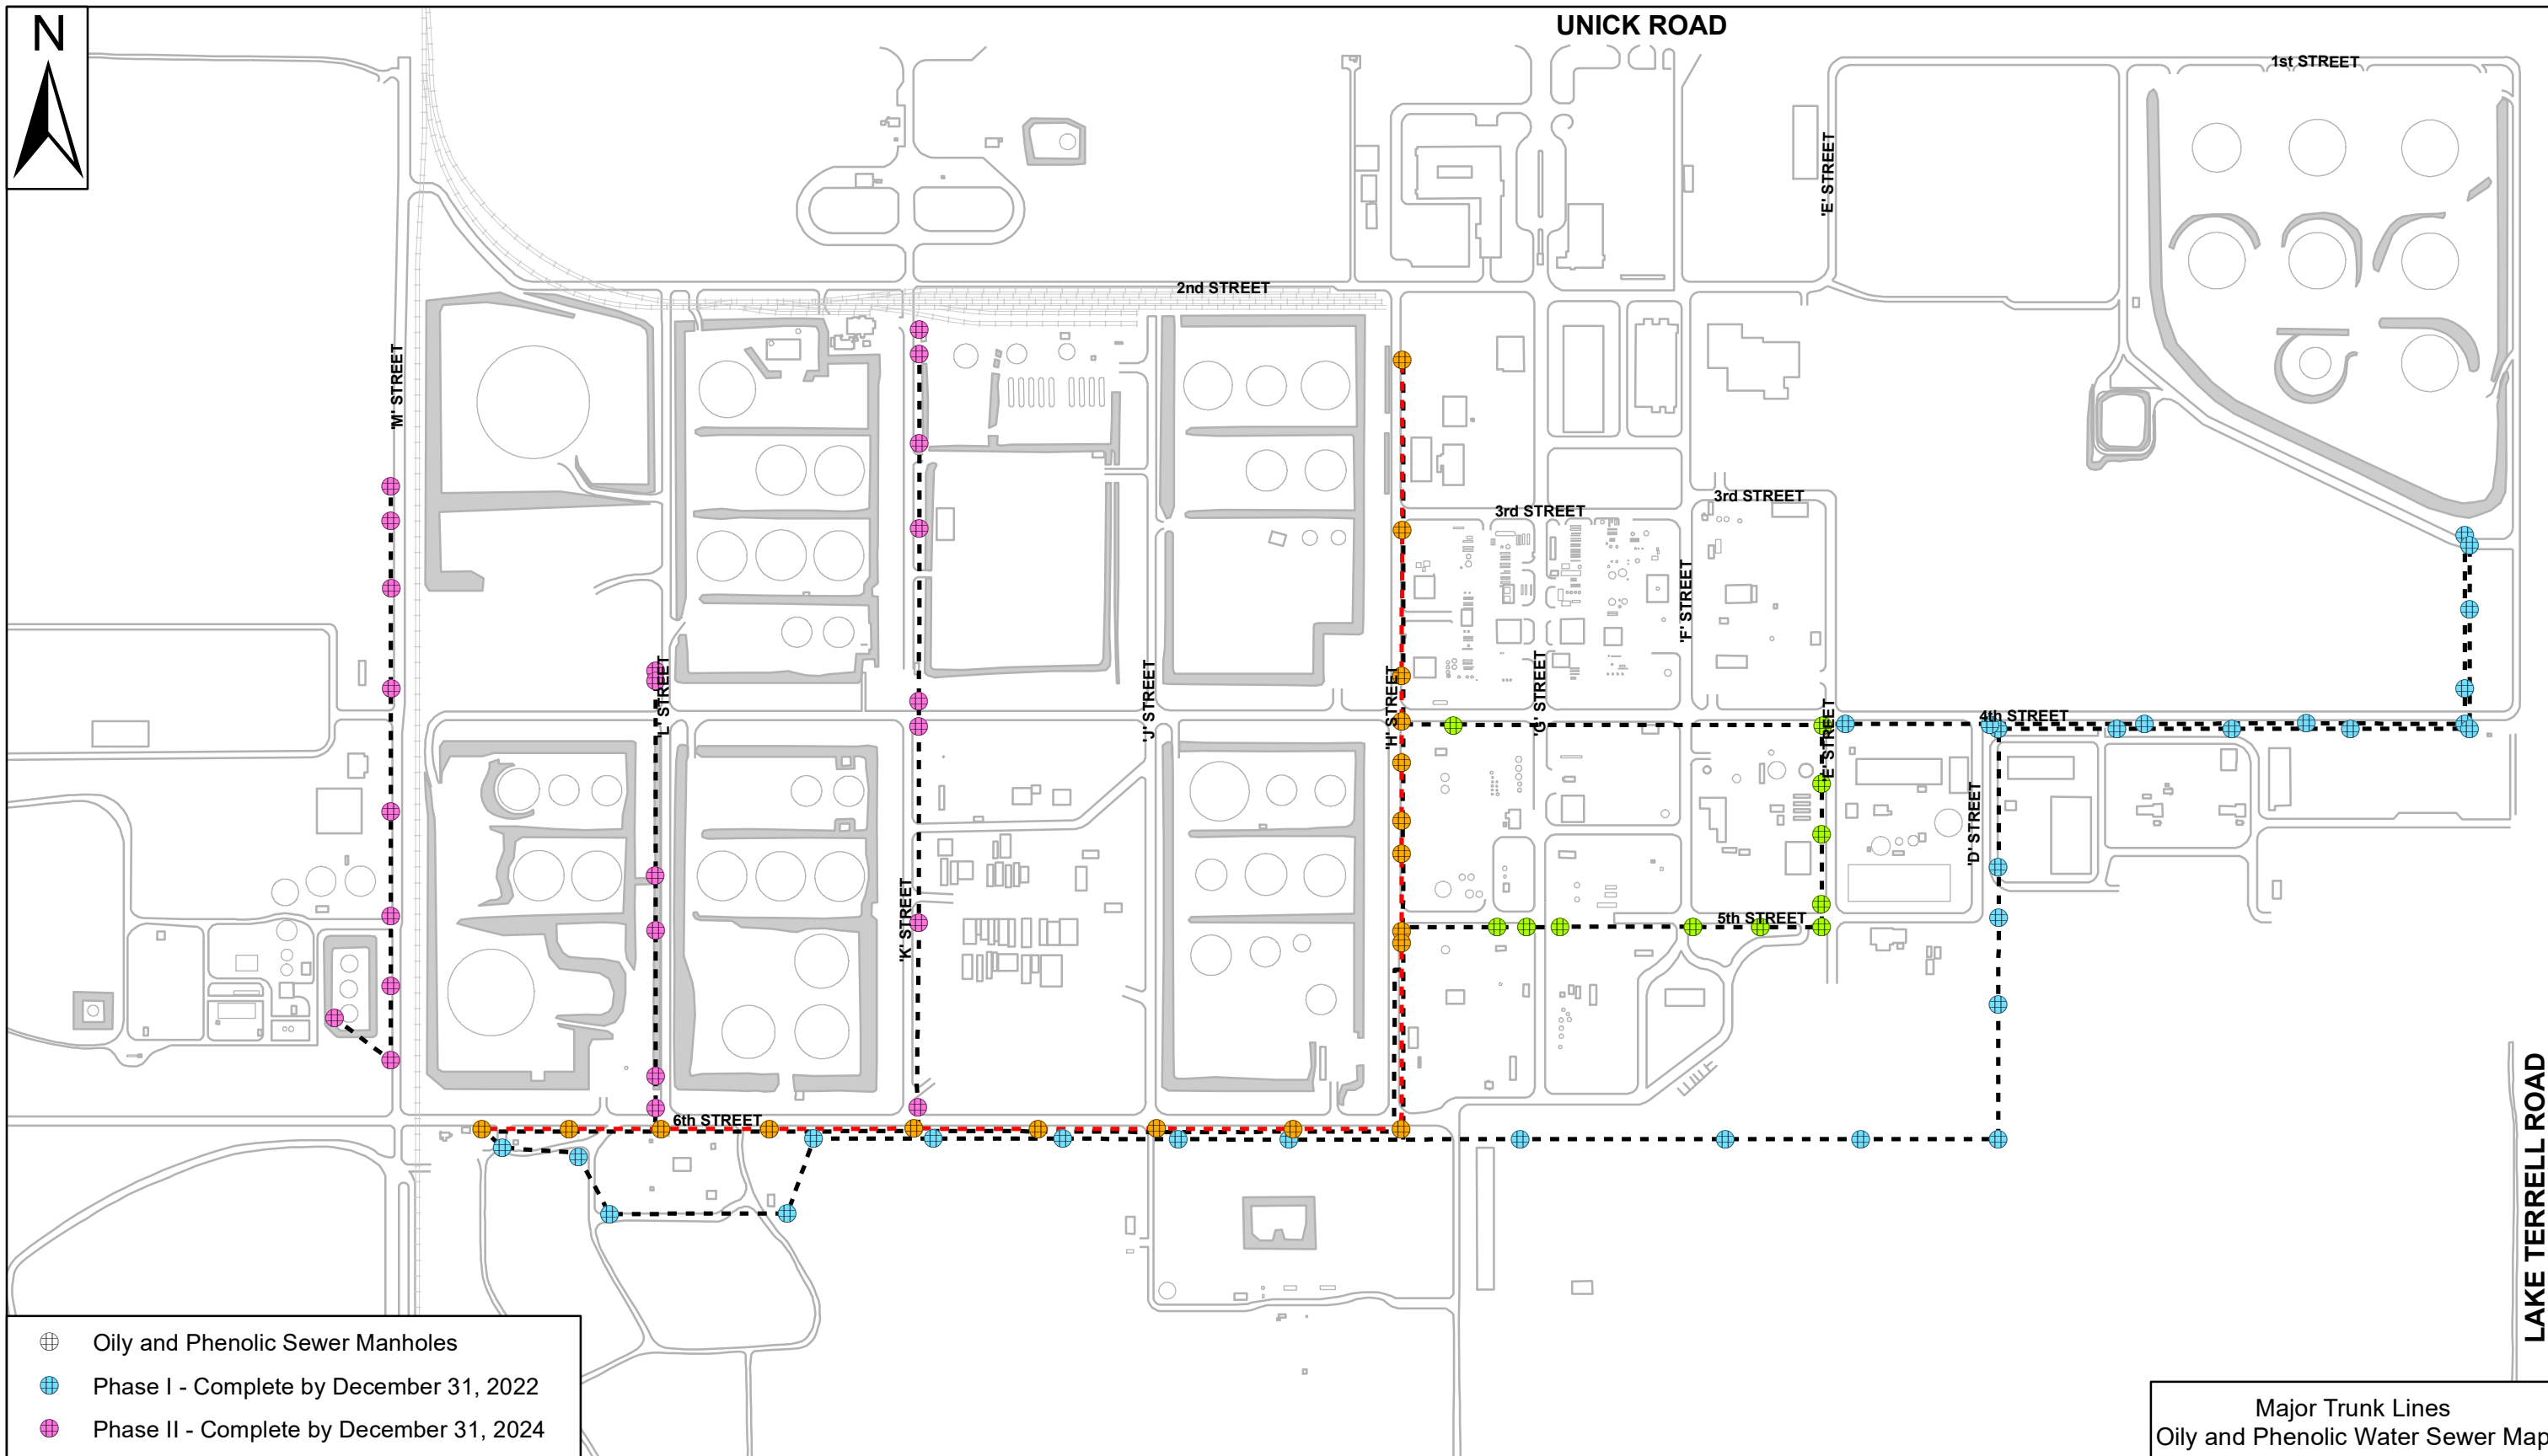 N
UNICK ROAD
1st STREET
'E' STREET
2nd STREET
'M' STREET
3rd STREET
3rd STREET
'F' STREET
'L' STREET
'J' STREET
'H' STREET
'G' STREET
'E' STREET
4th STREET
'D' STREET
'K' STREET
5th STREET
6th STREET
LAKE TERRELL ROAD
Oily and Phenolic Sewer Manholes
Phase I - Complete by December 31, 2022
Phase II - Complete by December 31, 2024
Major Trunk Lines
Oily and Phenolic Water Sewer Map